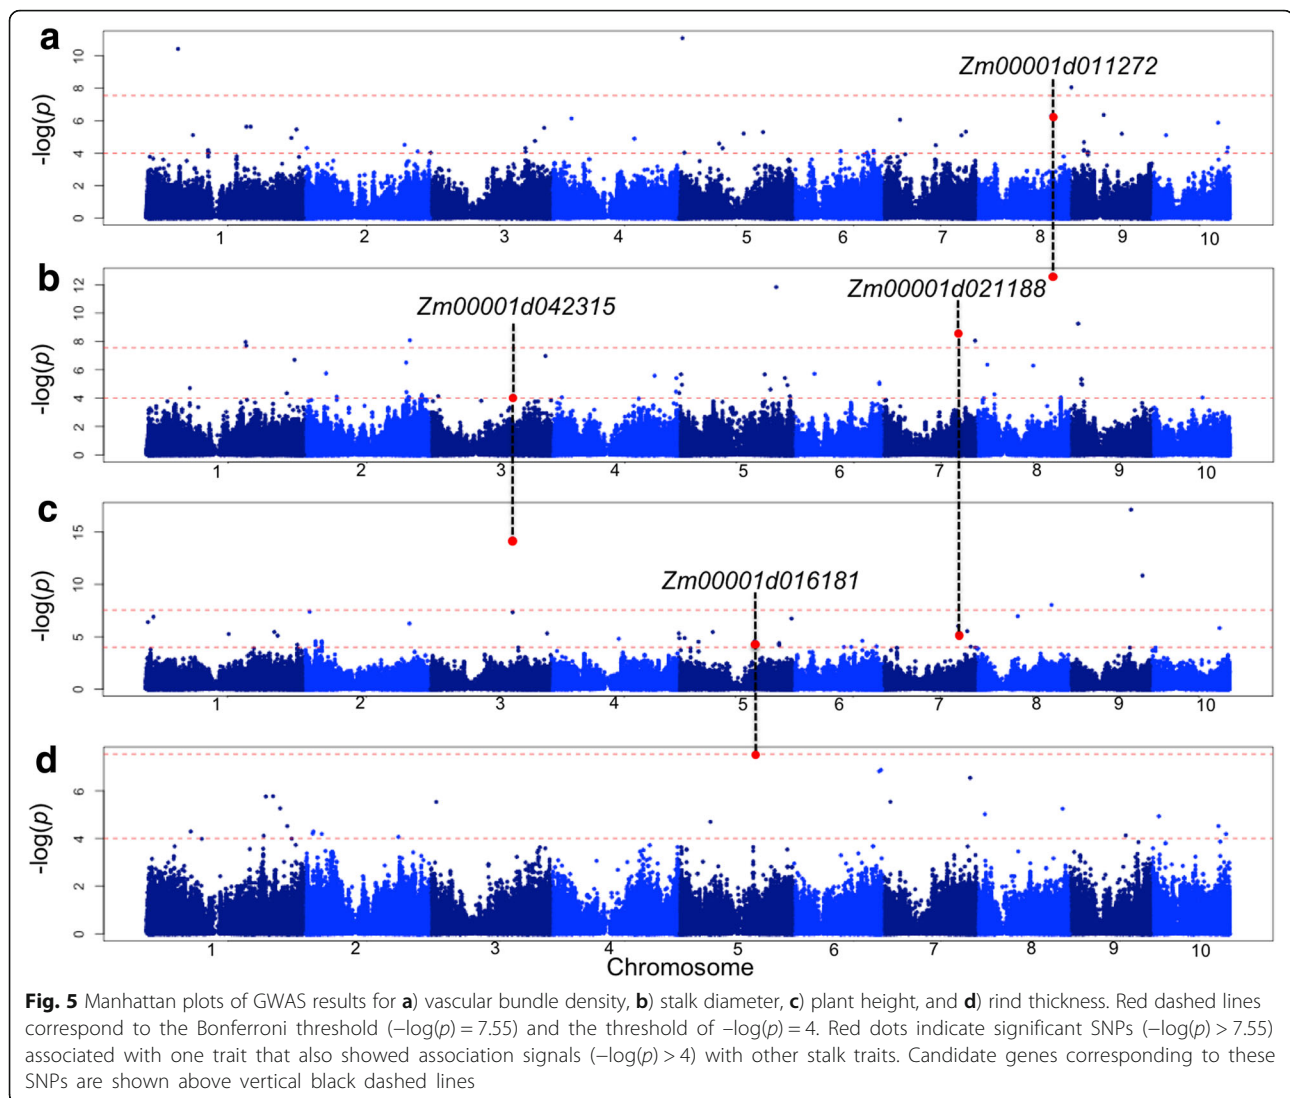 a
-log(p)
10
8
6
4
2
0
Zm00001d011272
1 2 3 4 5 6 7 8 9 10
b
-log(p)
12
10
8
6
4
2
0
Zm00001d042315
Zm00001d021188
1 2 3 4 5 6 7 8 9 10
c
-log(p)
15
10
5
0
Zm00001d016181
1 2 3 4 5 6 7 8 9 10
d
-log(p)
6
4
2
0
1 2 3 4 5 6 7 8 9 10
Chromosome
Fig. 5 Manhattan plots of GWAS results for a) vascular bundle density, b) stalk diameter, c) plant height, and d) rind thickness. Red dashed lines
correspond to the Bonferroni threshold (−log(p) = 7.55) and the threshold of –log(p) = 4. Red dots indicate significant SNPs (−log(p) > 7.55)
associated with one trait that also showed association signals (−log(p) > 4) with other stalk traits. Candidate genes corresponding to these
SNPs are shown above vertical black dashed lines